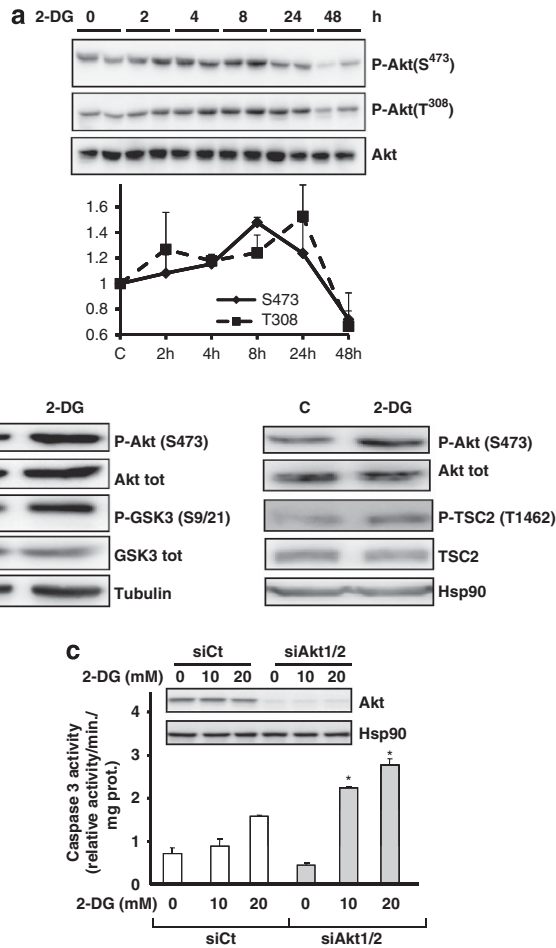 a
2-DG 0 2 4 8 24 48 h
P-Akt(S473)
P-Akt(T308)
Akt
1.6
1.4
1.2
1
0.8
0.6
S473
T308
C 2h 4h 8h 24h 48h
2-DG
P-Akt (S473)
Akt tot
P-GSK3 (S9/21)
GSK3 tot
Tubulin
C 2-DG
P-Akt (S473)
Akt tot
P-TSC2 (T1462)
TSC2
Hsp90
c
siCt siAkt1/2
2-DG (mM) 0 10 20 0 10 20
Akt
Hsp90
Caspase 3 activity
(relative activity/min./
mg prot.)
4
3
2
1
0
* *
2-DG (mM) 0 10 20 0 10 20
siCt siAkt1/2